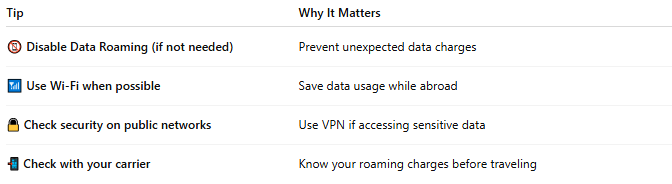 Tip Why It Matters
Disable Data Roaming (if not needed) Prevent unexpected data charges
Use Wi-Fi when possible Save data usage while abroad
Check security on public networks Use VPN if accessing sensitive data
Check with your carrier Know your roaming charges before traveling